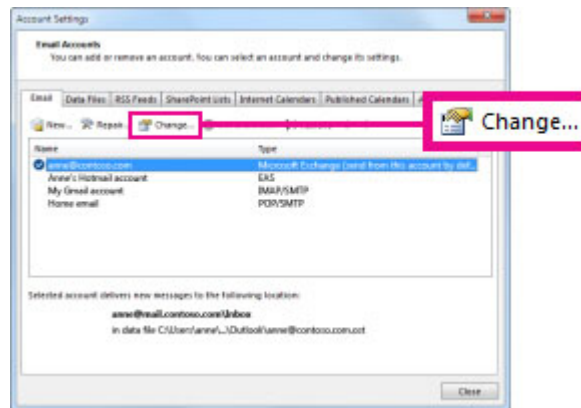 Account Settings
Email Accounts
You can add or remove an account. You can select an account and change its settings.
Email Data Files RSS Feeds SharePoint Lists Internet Calendars Published Calendars
New... Repair... Change...
Change...
Name Type
anne@contoso.com Microsoft Exchange (send from this account by def...
Anne's Hotmail account EAS
My Gmail account IMAP/SMTP
Home email POP/SMTP
Selected account delivers new messages to the following location:
anne@mail.contoso.com\Inbox
in data file C:\Users\anne\...\Outlook\anne@contoso.com.ost
Close